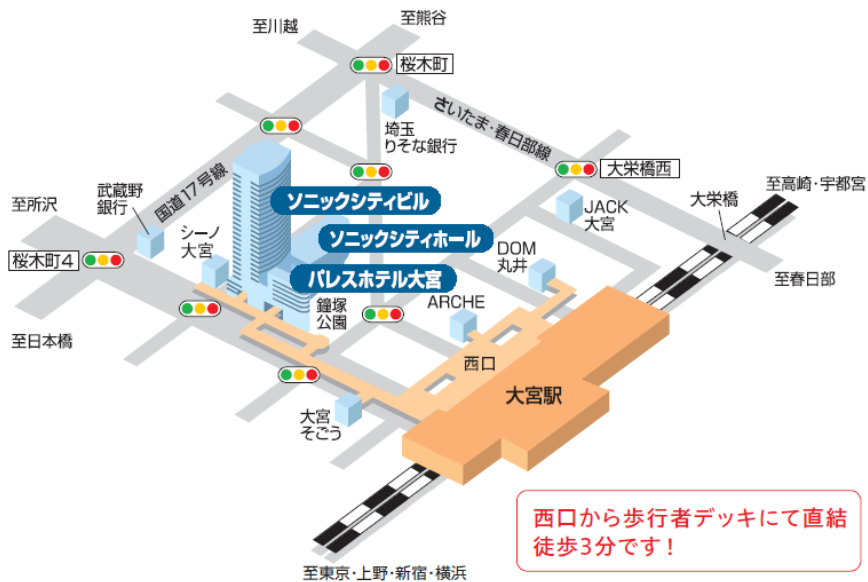 至熊谷
至川越
桜木町
さいたま・春日部線
埼玉
りそな銀行
大栄橋西
国道17号線
武蔵野
銀行
ソニックシティビル
JACK
大宮
大栄橋
至高崎・宇都宮
至所沢
シーノ
大宮
ソニックシティホール
DOM
丸井
桜木町4
パレスホテル大宮
至春日部
鐘塚
公園
ARCHE
至日本橋
西口
大宮駅
大宮
そごう
西口から歩行者デッキにて直結
徒歩3分です!
至東京・上野・新宿・横浜